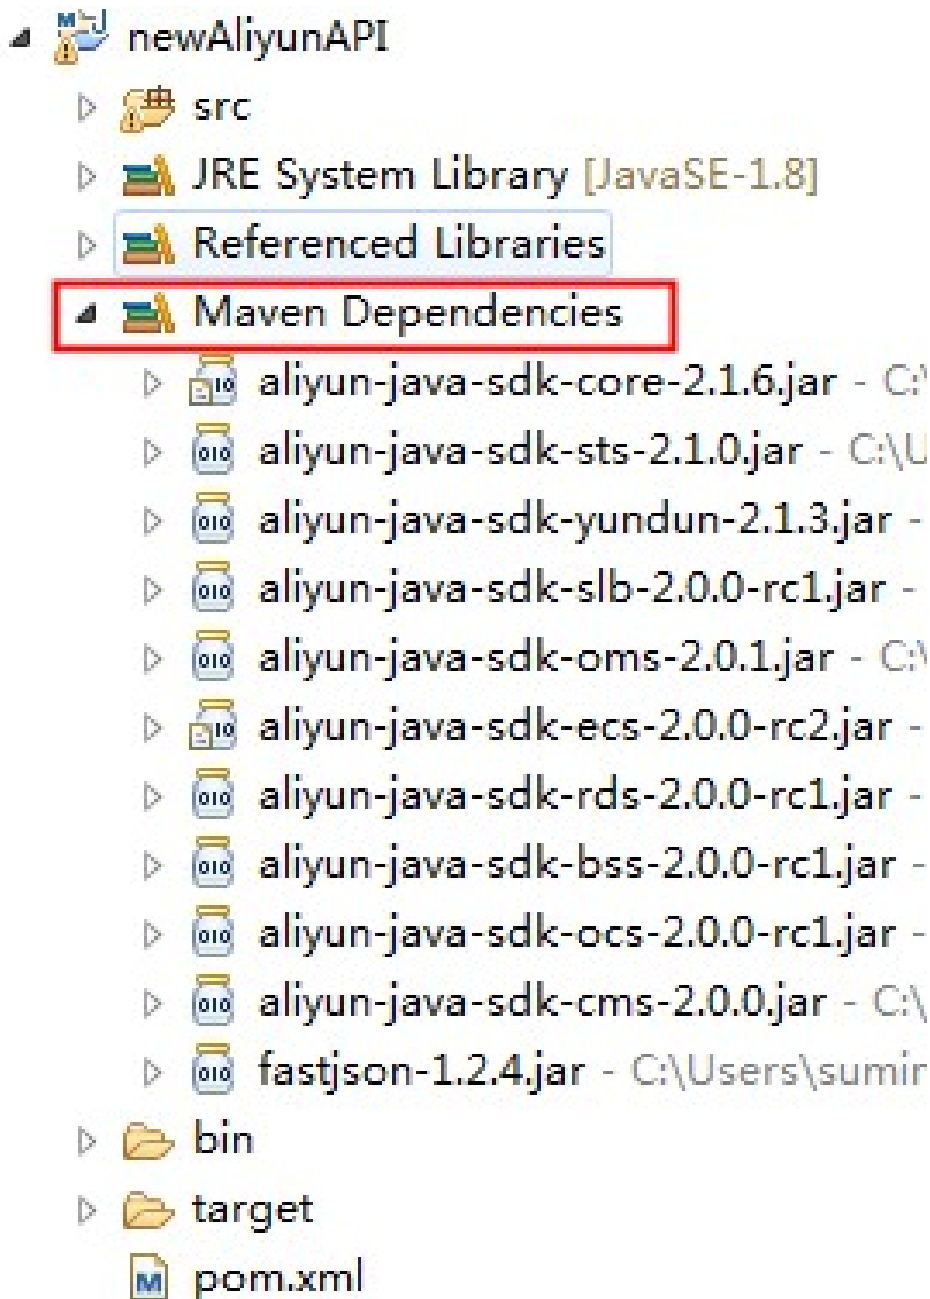 newAliyunAPI
src
JRE System Library [JavaSE-1.8]
Referenced Libraries
Maven Dependencies
aliyun-java-sdk-core-2.1.6.jar - C:\
aliyun-java-sdk-sts-2.1.0.jar - C:\U
aliyun-java-sdk-yundun-2.1.3.jar -
aliyun-java-sdk-slb-2.0.0-rc1.jar -
aliyun-java-sdk-oms-2.0.1.jar - C:\
aliyun-java-sdk-ecs-2.0.0-rc2.jar -
aliyun-java-sdk-rds-2.0.0-rc1.jar -
aliyun-java-sdk-bss-2.0.0-rc1.jar -
aliyun-java-sdk-ocs-2.0.0-rc1.jar -
aliyun-java-sdk-cms-2.0.0.jar - C:\
fastjson-1.2.4.jar - C:\Users\sumin
bin
target
pom.xml